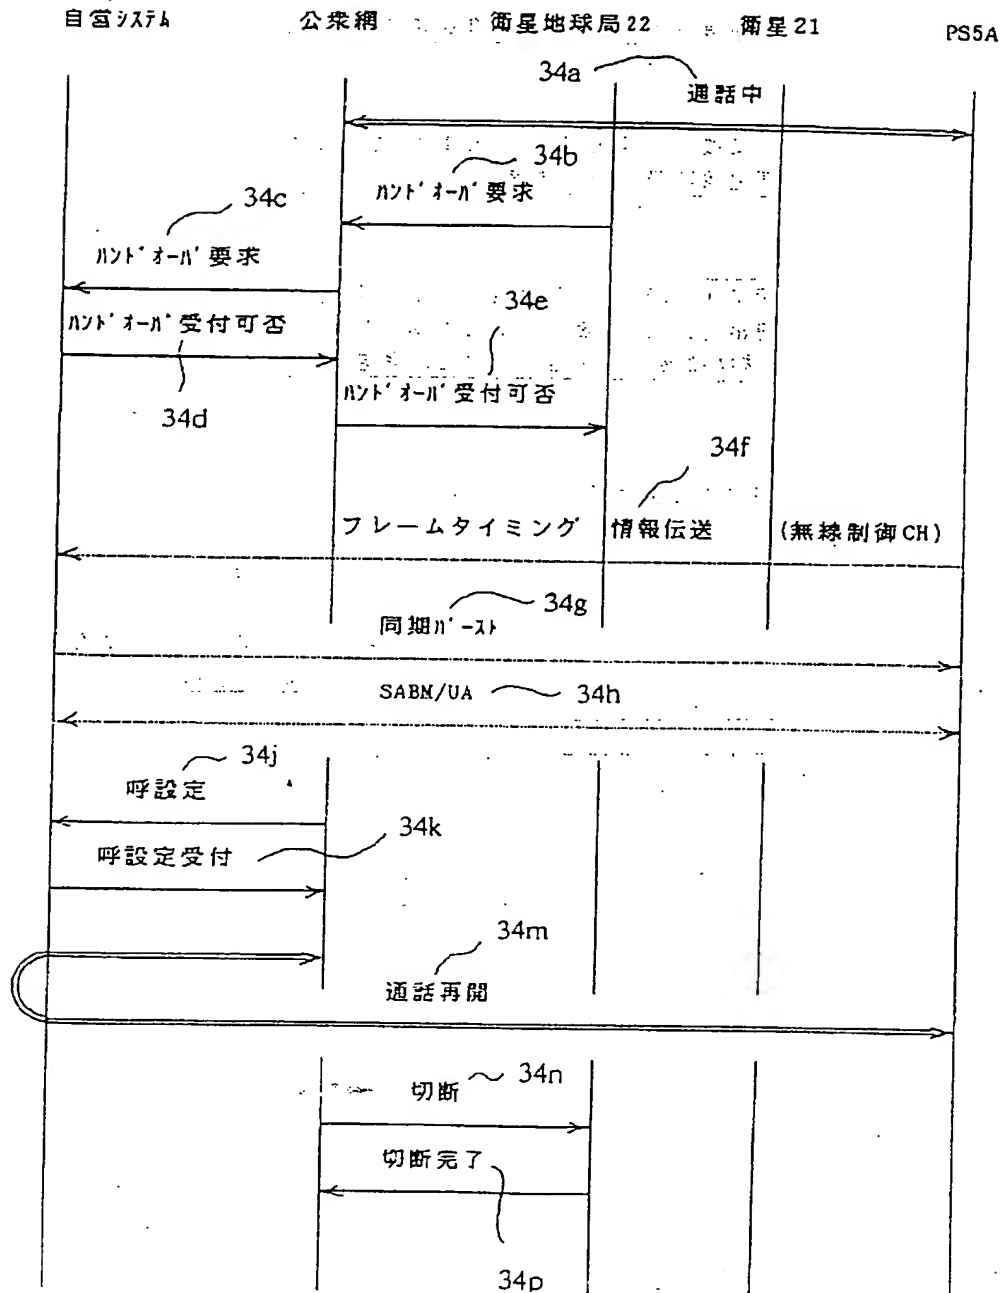 自営ｼｽﾃﾑ 公衆網 衛星地球局22 衛星21 PS5A
34a
通話中
34b
ﾊﾝﾄﾞｵｰﾊﾞ要求
34c
ﾊﾝﾄﾞｵｰﾊﾞ要求
34e
ﾊﾝﾄﾞｵｰﾊﾞ受付可否
ﾊﾝﾄﾞｵｰﾊﾞ受付可否
34d
34f
フレームタイミング 情報伝送 (無線制御CH)
34g
同期ﾊﾞｰｽﾄ
SABM/UA 34h
34j
呼設定
34k
呼設定受付
34m
通話再開
34n
切断
切断完了
34p